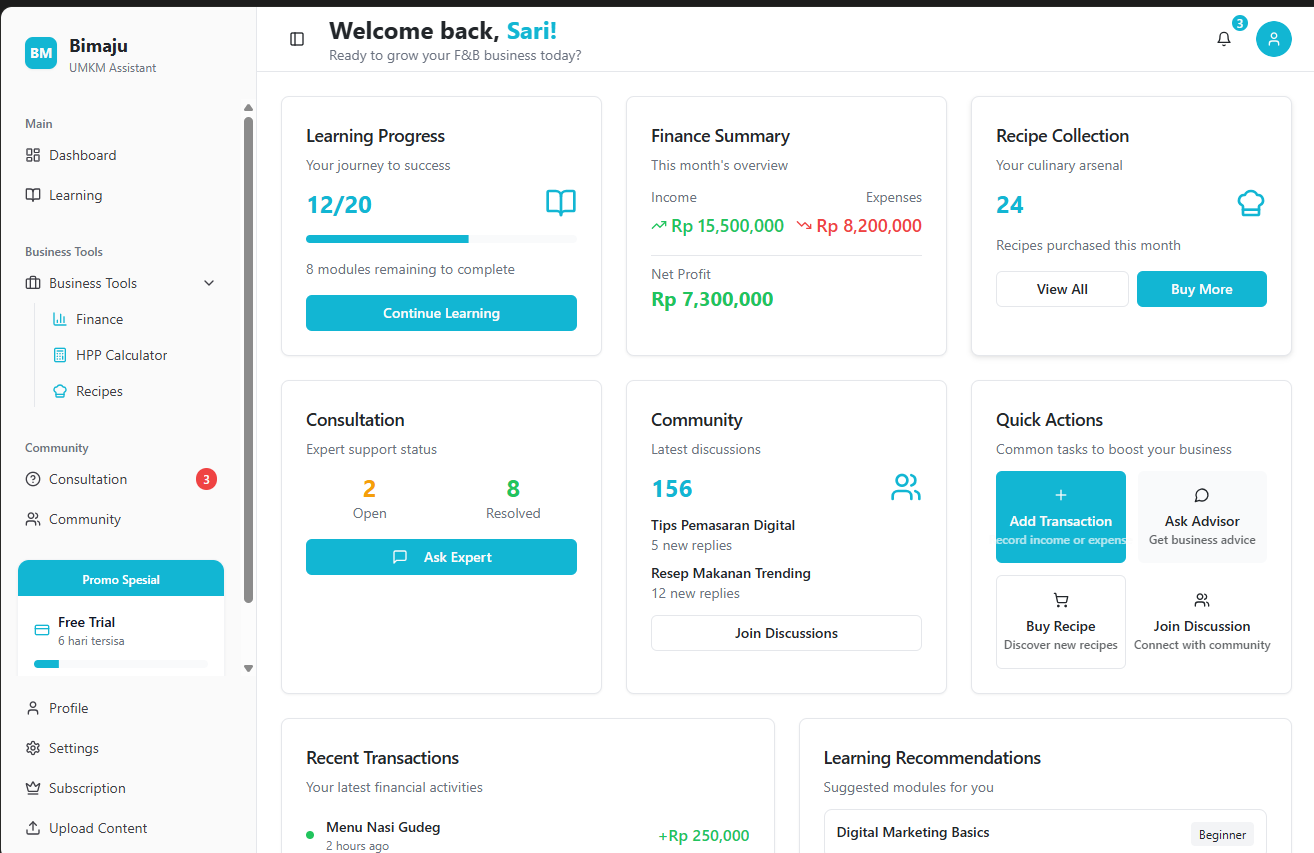 BM
Bimaju
UMKM Assistant
Main
Dashboard
Learning
Business Tools
Business Tools
Finance
HPP Calculator
Recipes
Community
Consultation
3
Community
Promo Spesial
Free Trial
6 hari tersisa
Profile
Settings
Subscription
Upload Content
Welcome back, Sari!
Ready to grow your F&B business today?
3
Learning Progress
Your journey to success
12/20
8 modules remaining to complete
Continue Learning
Finance Summary
This month's overview
Income Expenses
Rp 15,500,000 Rp 8,200,000
Net Profit
Rp 7,300,000
Recipe Collection
Your culinary arsenal
24
Recipes purchased this month
View All Buy More
Consultation
Expert support status
2 8
Open Resolved
Ask Expert
Community
Latest discussions
156
Tips Pemasaran Digital
5 new replies
Resep Makanan Trending
12 new replies
Join Discussions
Quick Actions
Common tasks to boost your business
Add Transaction
ecord income or expens
Ask Advisor
Get business advice
Buy Recipe
Discover new recipes
Join Discussion
Connect with community
Recent Transactions
Your latest financial activities
Menu Nasi Gudeg
2 hours ago
+Rp 250,000
Learning Recommendations
Suggested modules for you
Digital Marketing Basics
Beginner